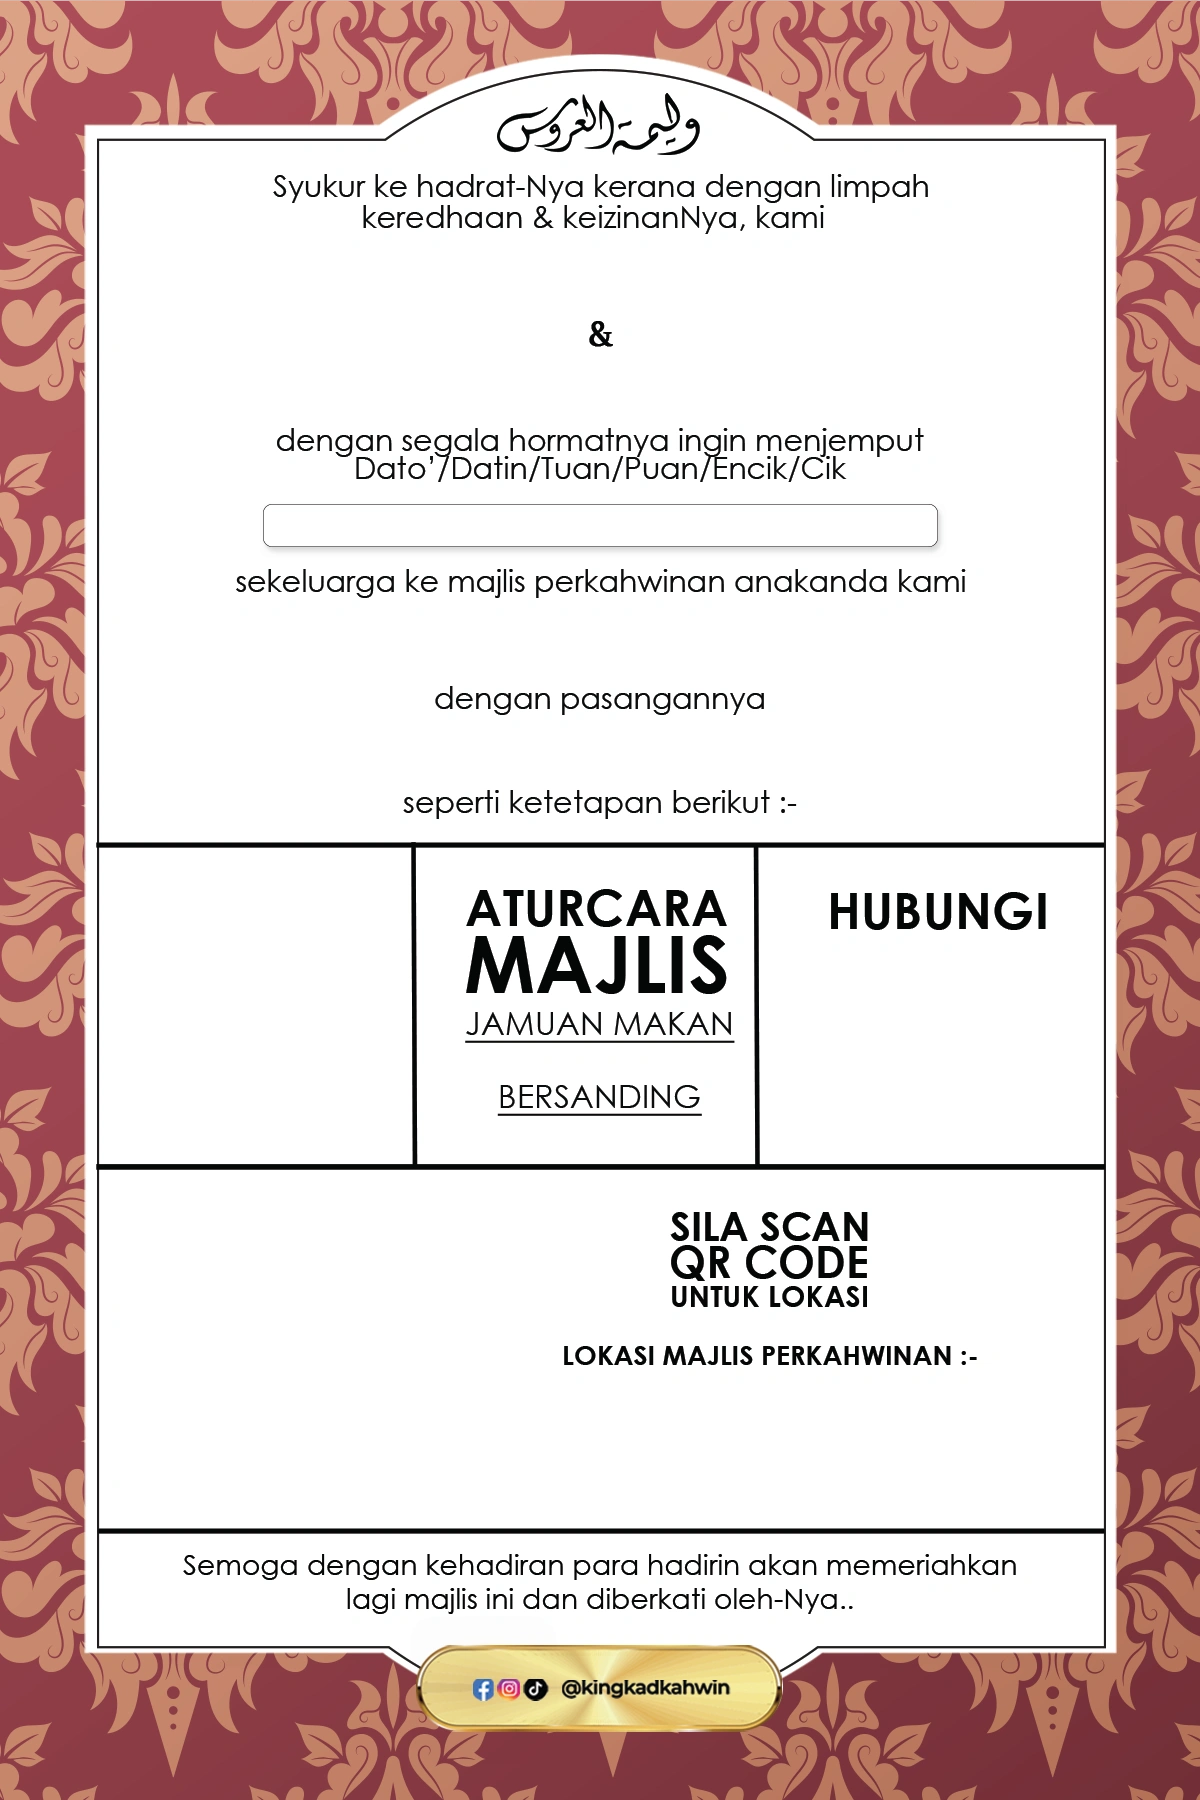 وليمة العروس
Syukur ke hadrat-Nya kerana dengan limpah
keredhaan & keizinanNya, kami
&
dengan segala hormatnya ingin menjemput
Dato’/Datin/Tuan/Puan/Encik/Cik
sekeluarga ke majlis perkahwinan anakanda kami
dengan pasangannya
seperti ketetapan berikut :-
ATURCARA
MAJLIS
JAMUAN MAKAN
BERSANDING
HUBUNGI
SILA SCAN
QR CODE
UNTUK LOKASI
LOKASI MAJLIS PERKAHWINAN :-
Semoga dengan kehadiran para hadirin akan memeriahkan
lagi majlis ini dan diberkati oleh-Nya..
@kingkadkahwin